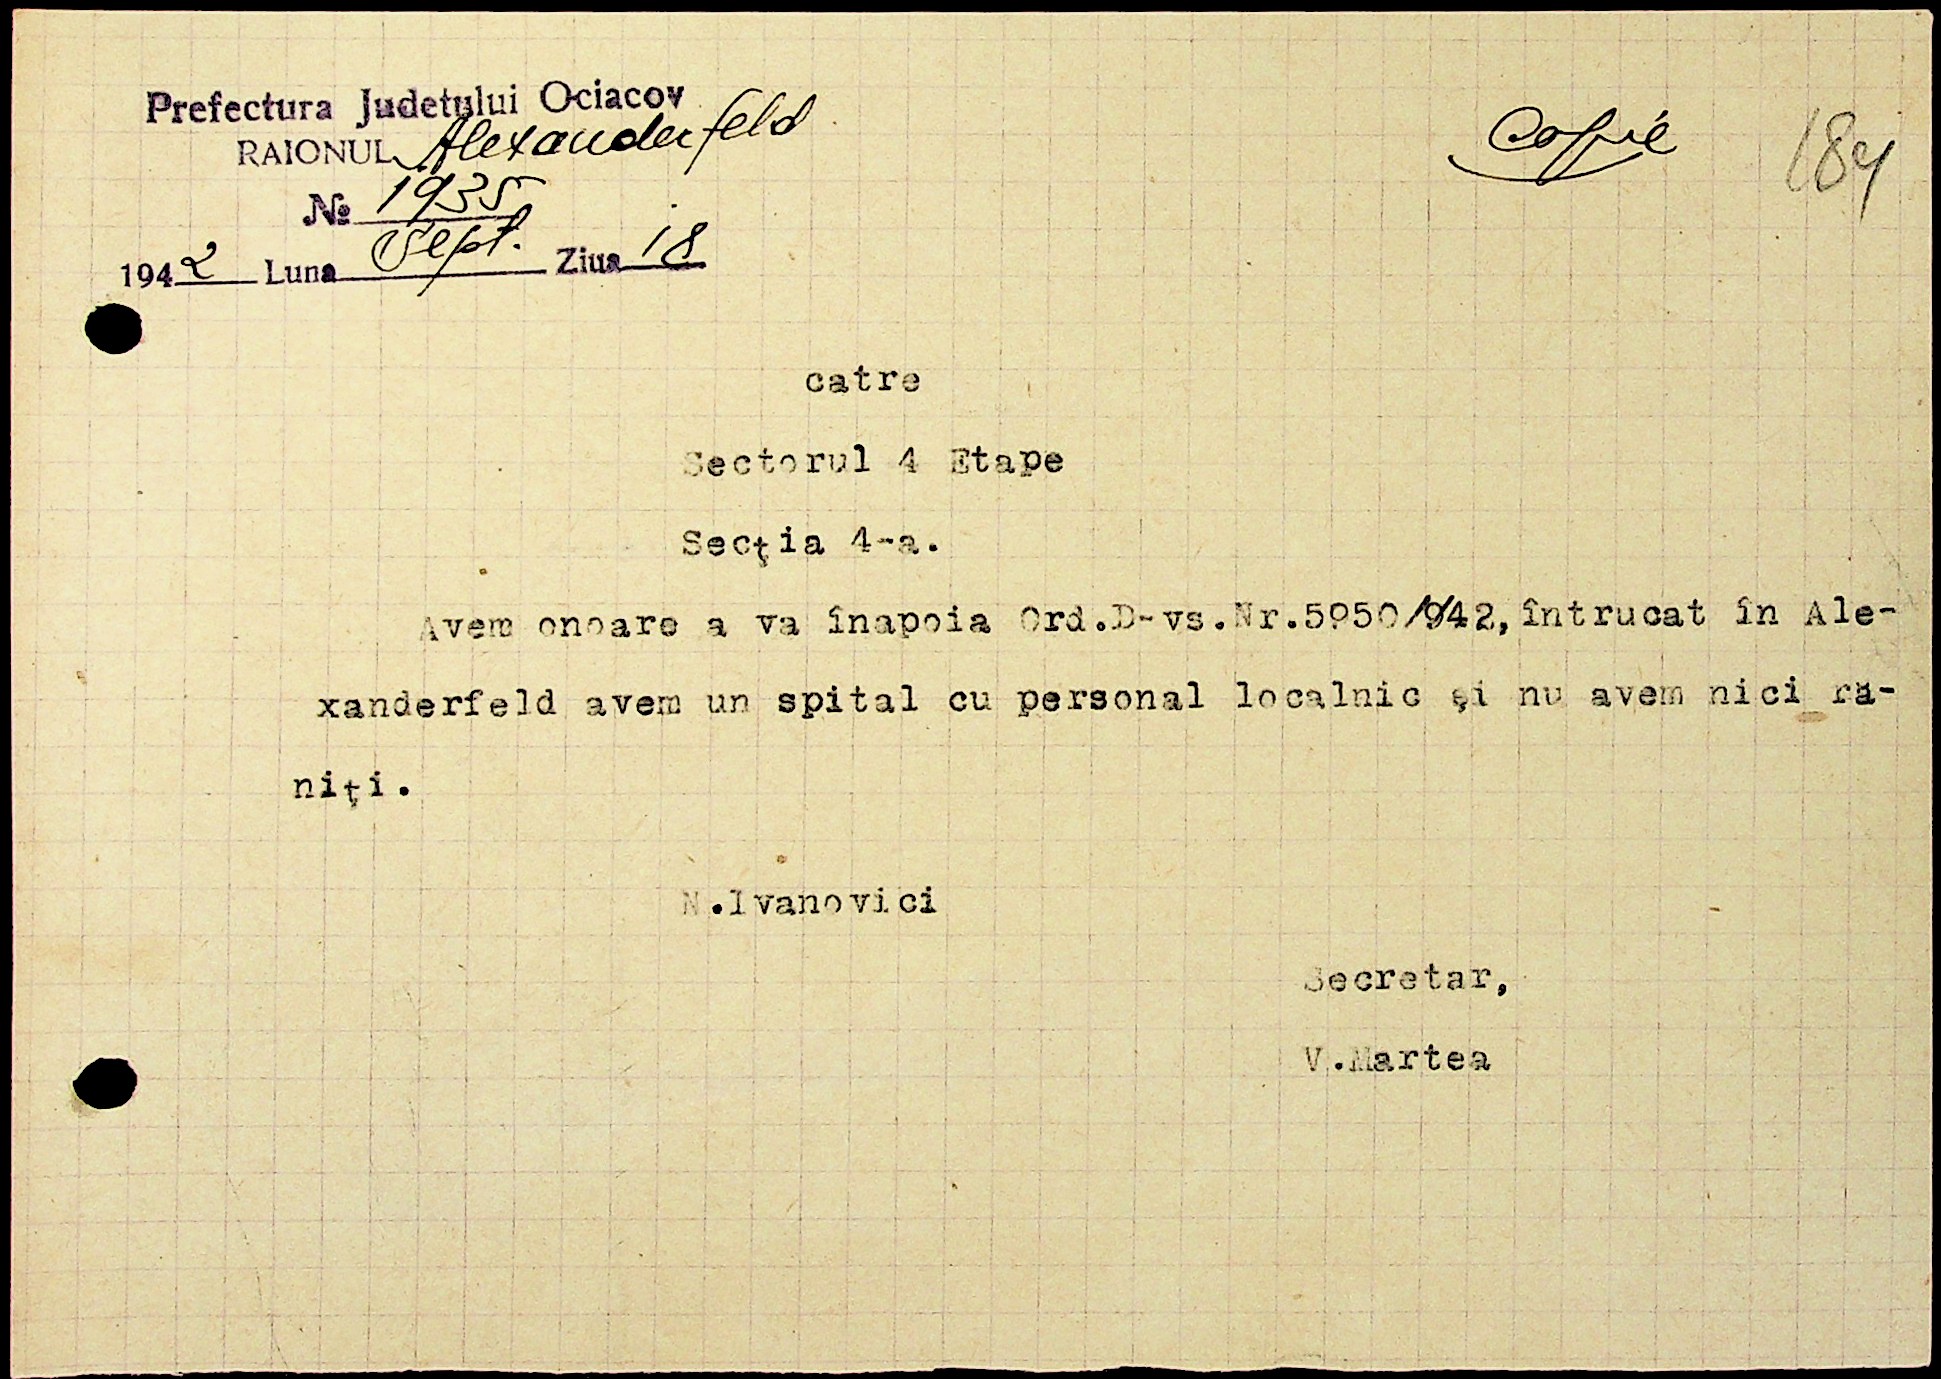 Prefectura Judetului Ociacov
RAIONUL Alexanderfeld
№ 1935
1942 Luna Sept. Ziua 18
Copie
184
catre
Sectorul 4 Etape
Secţia 4-a.
Avem onoare a va înapoia Ord.D-vs.Nr.5950/942, întrucat în Ale-
xanderfeld avem un spital cu personal localnic şi nu avem nici ră-
niţi.
N.Ivanovici
Secretar,
V.Martea